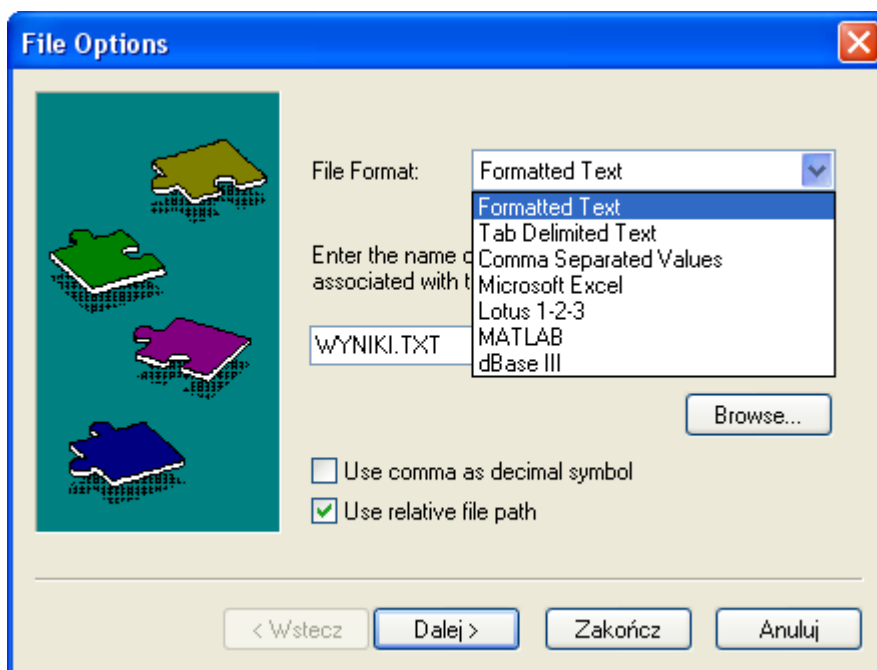 File Options
File Format:
Formatted Text
Formatted Text
Tab Delimited Text
Comma Separated Values
Microsoft Excel
Lotus 1-2-3
MATLAB
dBase III
Enter the name
associated with
WYNIKI.TXT
Browse...
Use comma as decimal symbol
Use relative file path
< Wstecz
Dalej >
Zakończ
Anuluj